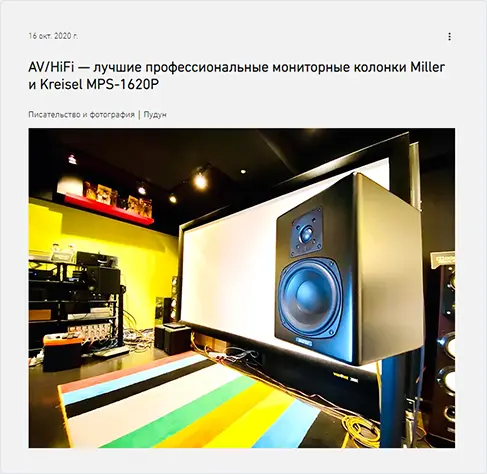 16 окт. 2020 г.
AV/HiFi — лучшие профессиональные мониторные колонки Miller
и Kreisel MPS-1620P
Писательство и фотография | Пудун